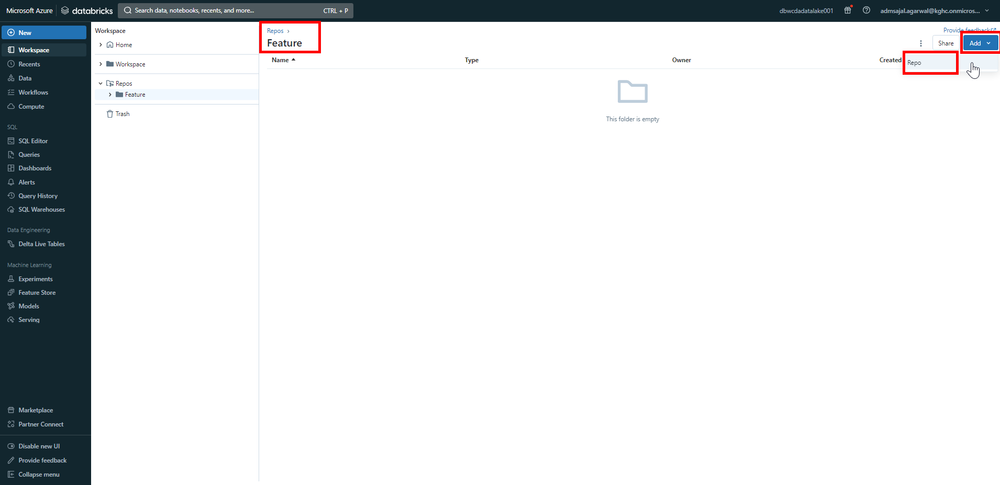 Microsoft Azure databricks Search data, notebooks, recents, and more... CTRL + P dbwcdadatalake001 admsajal.agarwal@kghc.onmicros...
New
Workspace
Recents
Data
Workflows
Compute
SQL
SQL Editor
Queries
Dashboards
Alerts
Query History
SQL Warehouses
Data Engineering
Delta Live Tables
Machine Learning
Experiments
Feature Store
Models
Serving
Marketplace
Partner Connect
Disable new UI
Provide feedback
Collapse menu
Workspace
Home
Workspace
Repos
Feature
Trash
Repos ›
Feature
Provide feedback
Share Add
Repo
Name Type Owner Created
This folder is empty